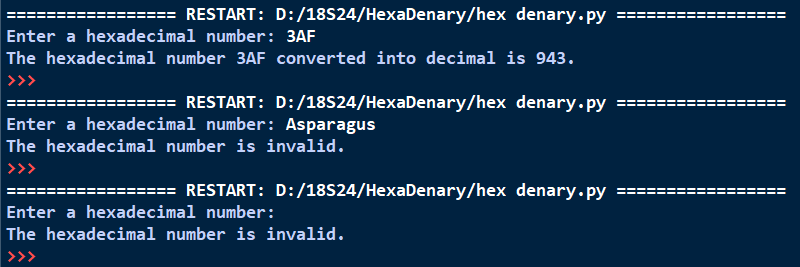 ================= RESTART: D:/18S24/HexaDenary/hex denary.py =================
Enter a hexadecimal number: 3AF
The hexadecimal number 3AF converted into decimal is 943.
>>>
================= RESTART: D:/18S24/HexaDenary/hex denary.py =================
Enter a hexadecimal number: Asparagus
The hexadecimal number is invalid.
>>>
================= RESTART: D:/18S24/HexaDenary/hex denary.py =================
Enter a hexadecimal number:
The hexadecimal number is invalid.
>>>